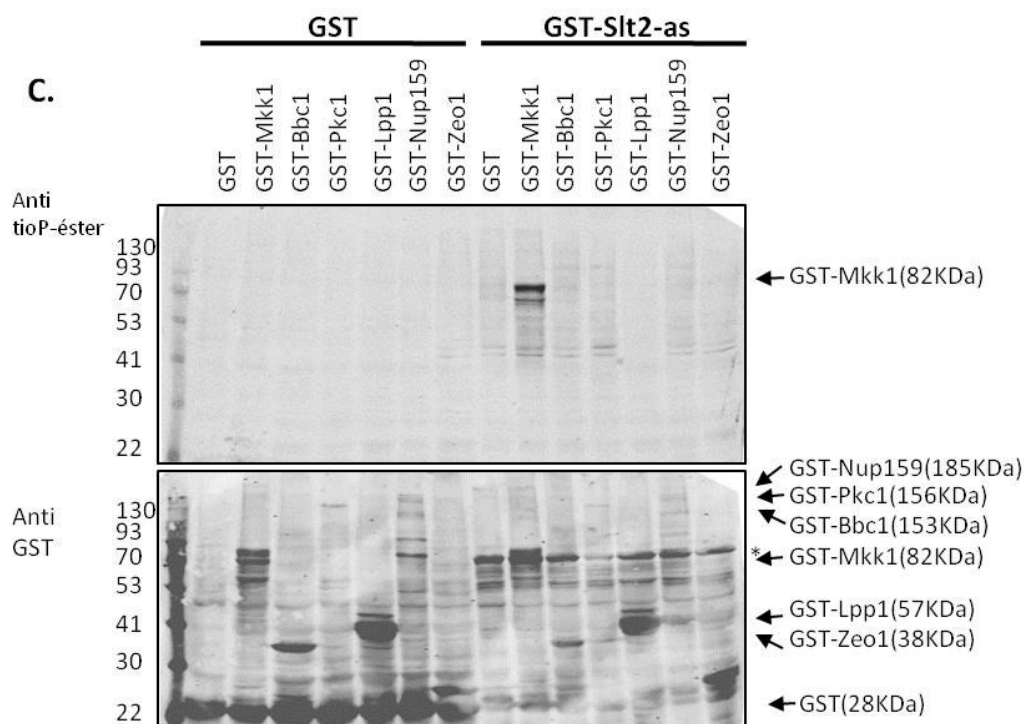 GST GST-Slt2-as
C.
GST
GST-Mkk1
GST-Bbc1
GST-Pkc1
GST-Lpp1
GST-Nup159
GST-Zeo1
GST
GST-Mkk1
GST-Bbc1
GST-Pkc1
GST-Lpp1
GST-Nup159
GST-Zeo1
Anti
tioP-éster
130
93
70
53
41
30
22
GST-Mkk1(82KDa)
Anti
GST
130
93
70
53
41
30
22
GST-Nup159(185KDa)
GST-Pkc1(156KDa)
GST-Bbc1(153KDa)
* GST-Mkk1(82KDa)
GST-Lpp1(57KDa)
GST-Zeo1(38KDa)
GST(28KDa)